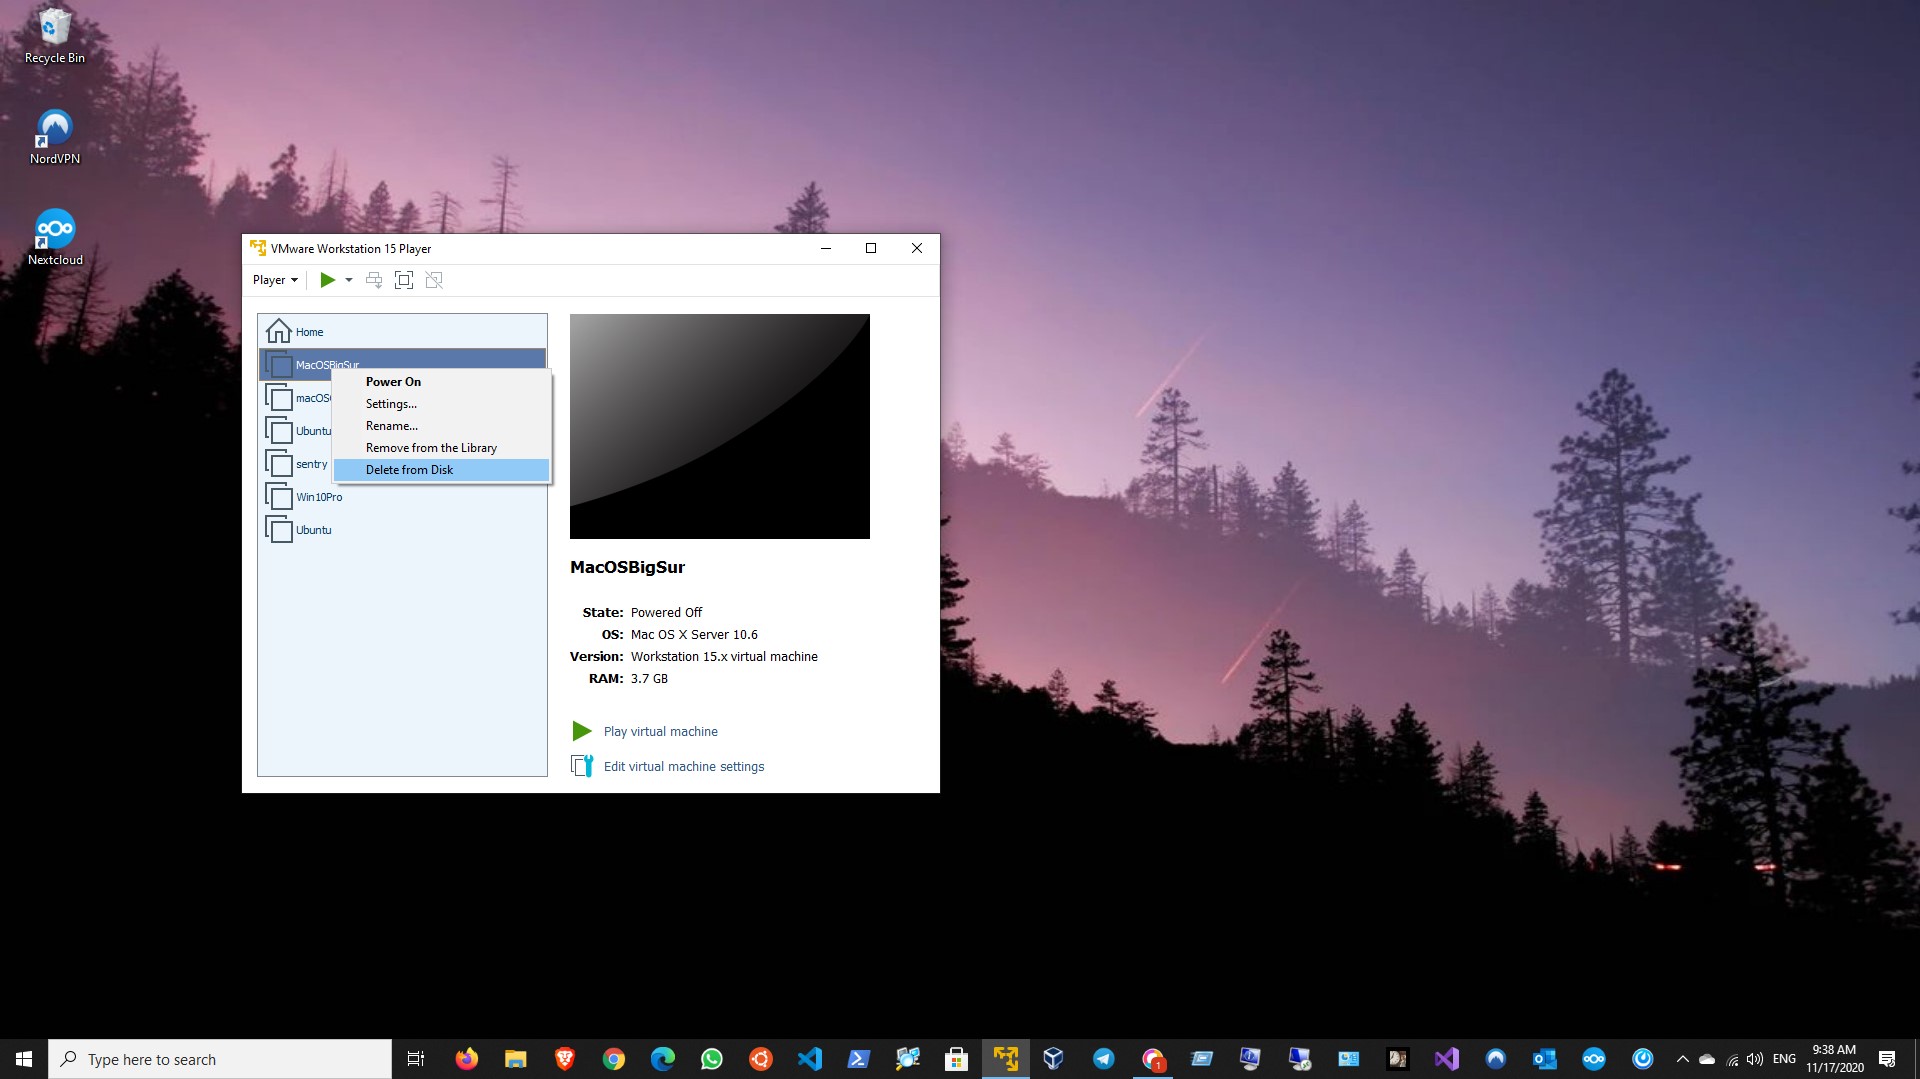 Recycle Bin
NordVPN
Nextcloud
VMware Workstation 15 Player
Player
Home
MacOSBigSur
macOS
Ubuntu
sentry
Win10Pro
Ubuntu
Power On
Settings...
Rename...
Remove from the Library
Delete from Disk
MacOSBigSur
State: Powered Off
OS: Mac OS X Server 10.6
Version: Workstation 15.x virtual machine
RAM: 3.7 GB
Play virtual machine
Edit virtual machine settings
Type here to search
1
ENG
9:38 AM
11/17/2020